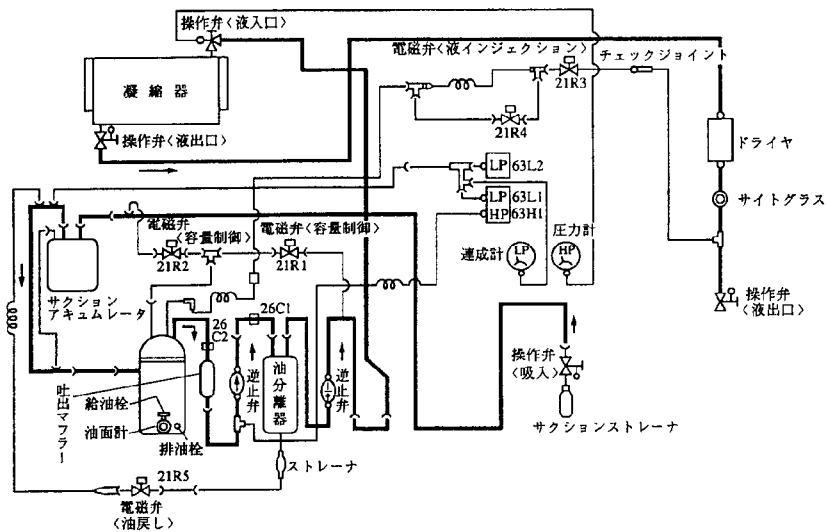 操作弁〈液入口〉
凝縮器
操作弁〈液出口〉
電磁弁〈液インジェクション〉
チェックジョイント
21R3
21R4
ドライヤ
サイトグラス
操作弁
〈液出口〉
LP
63L2
LP
63L1
HP
63H1
連成計
LP
圧力計
HP
電磁弁
〈容量制御〉
21R2
電磁弁〈容量制御〉
21R1
サクション
アキュムレータ
26
C2
26C1
吐出マフラー
給油栓
油面計
排油栓
逆止弁
油分離器
逆止弁
操作弁
〈吸入〉
サクションストレーナ
ストレーナ
21R5
電磁弁
〈油戻し〉